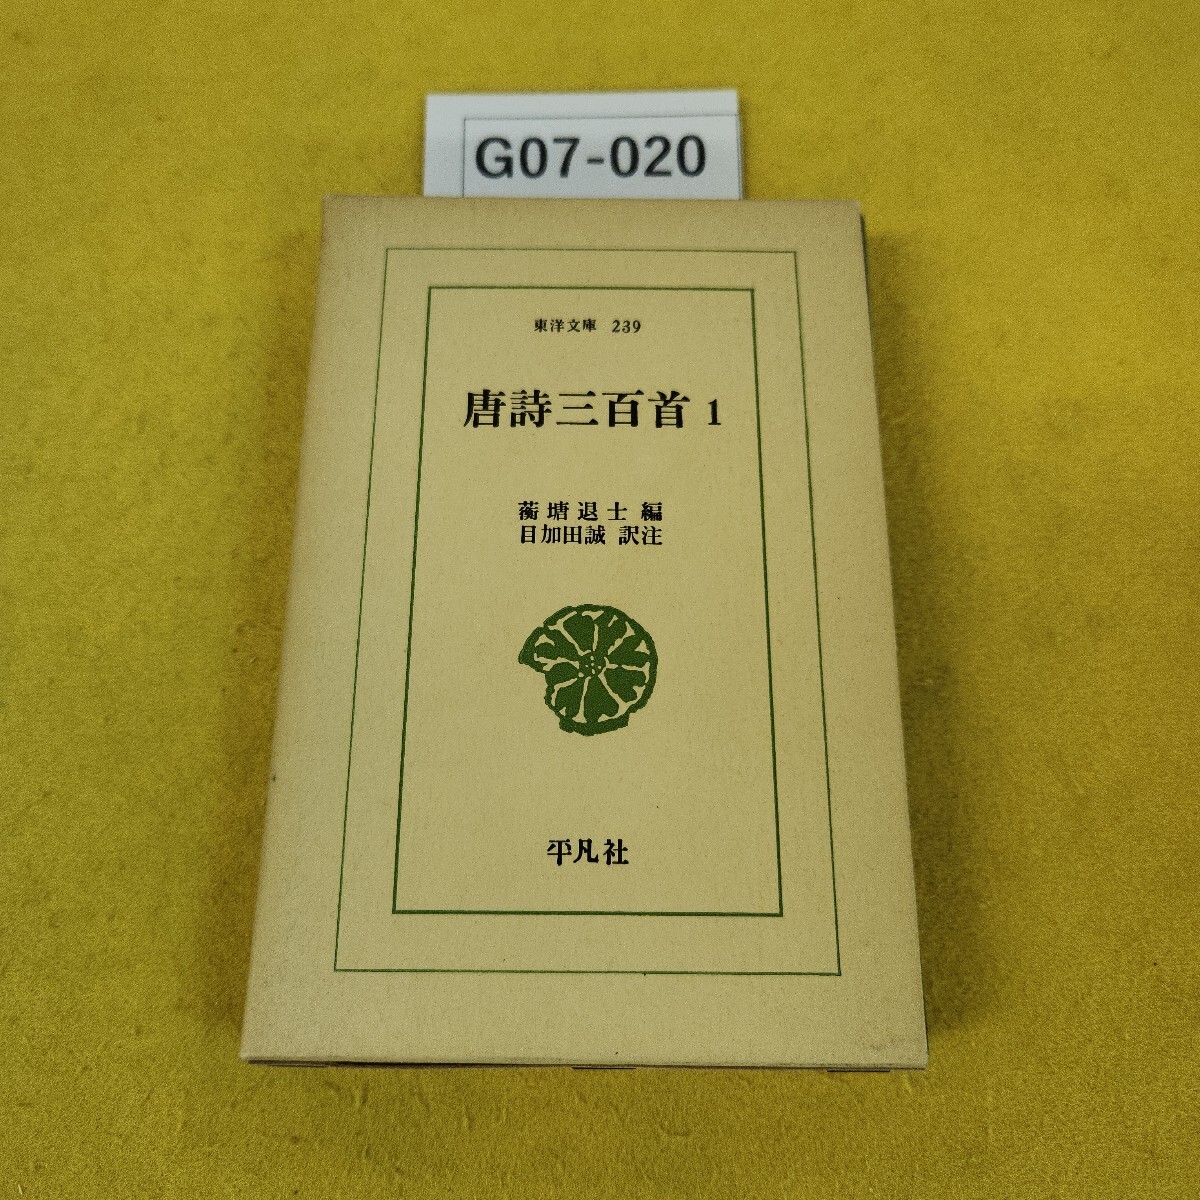 G07-020
東洋文庫 239
唐詩三百首 1
蘅塘退士 編
目加田誠 訳注
平凡社